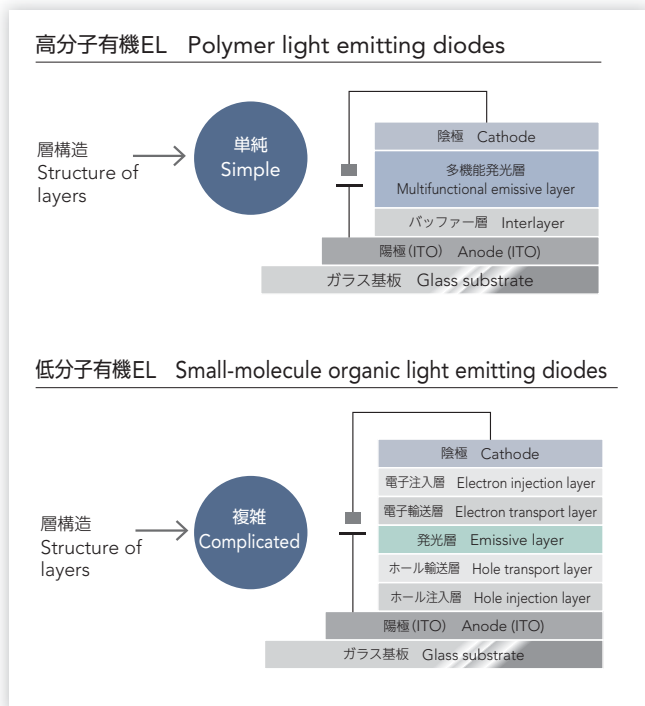 高分子有機EL Polymer light emitting diodes
層構造
Structure of
layers
単純
Simple
陰極 Cathode
多機能発光層
Multifunctional emissive layer
バッファー層 Interlayer
陽極(ITO) Anode (ITO)
ガラス基板 Glass substrate
低分子有機EL Small-molecule organic light emitting diodes
層構造
Structure of
layers
複雑
Complicated
陰極 Cathode
電子注入層 Electron injection layer
電子輸送層 Electron transport layer
発光層 Emissive layer
ホール輸送層 Hole transport layer
ホール注入層 Hole injection layer
陽極(ITO) Anode (ITO)
ガラス基板 Glass substrate